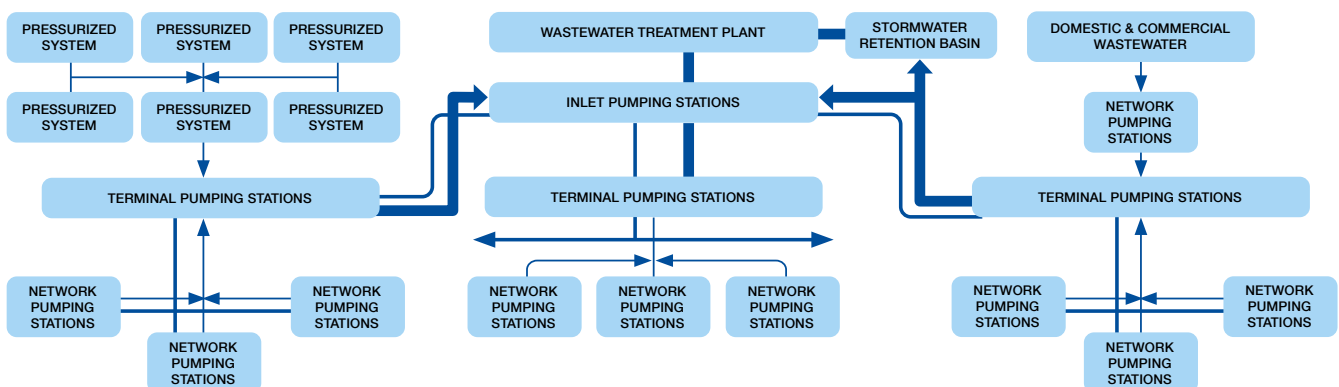 PRESSURIZED
SYSTEM
PRESSURIZED
SYSTEM
PRESSURIZED
SYSTEM
WASTEWATER TREATMENT PLANT
STORMWATER
RETENTION BASIN
DOMESTIC & COMMERCIAL
WASTEWATER
PRESSURIZED
SYSTEM
PRESSURIZED
SYSTEM
PRESSURIZED
SYSTEM
INLET PUMPING STATIONS
NETWORK
PUMPING
STATIONS
TERMINAL PUMPING STATIONS
TERMINAL PUMPING STATIONS
TERMINAL PUMPING STATIONS
NETWORK
PUMPING
STATIONS
NETWORK
PUMPING
STATIONS
NETWORK
PUMPING
STATIONS
NETWORK
PUMPING
STATIONS
NETWORK
PUMPING
STATIONS
NETWORK
PUMPING
STATIONS
NETWORK
PUMPING
STATIONS
NETWORK
PUMPING
STATIONS
NETWORK
PUMPING
STATIONS